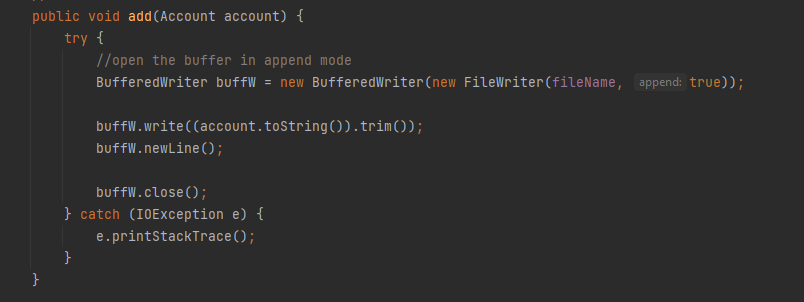 public void add(Account account) {
try {
//open the buffer in append mode
BufferedWriter buffW = new BufferedWriter(new FileWriter(fileName, append: true));
buffW.write((account.toString()).trim());
buffW.newLine();
buffW.close();
} catch (IOException e) {
e.printStackTrace();
}
}